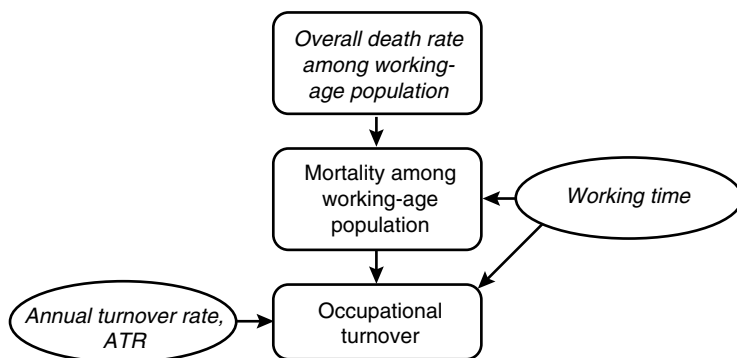 Overall death rate
among working-
age population
Mortality among
working-age
population
Working time
Annual turnover rate,
ATR
Occupational
turnover